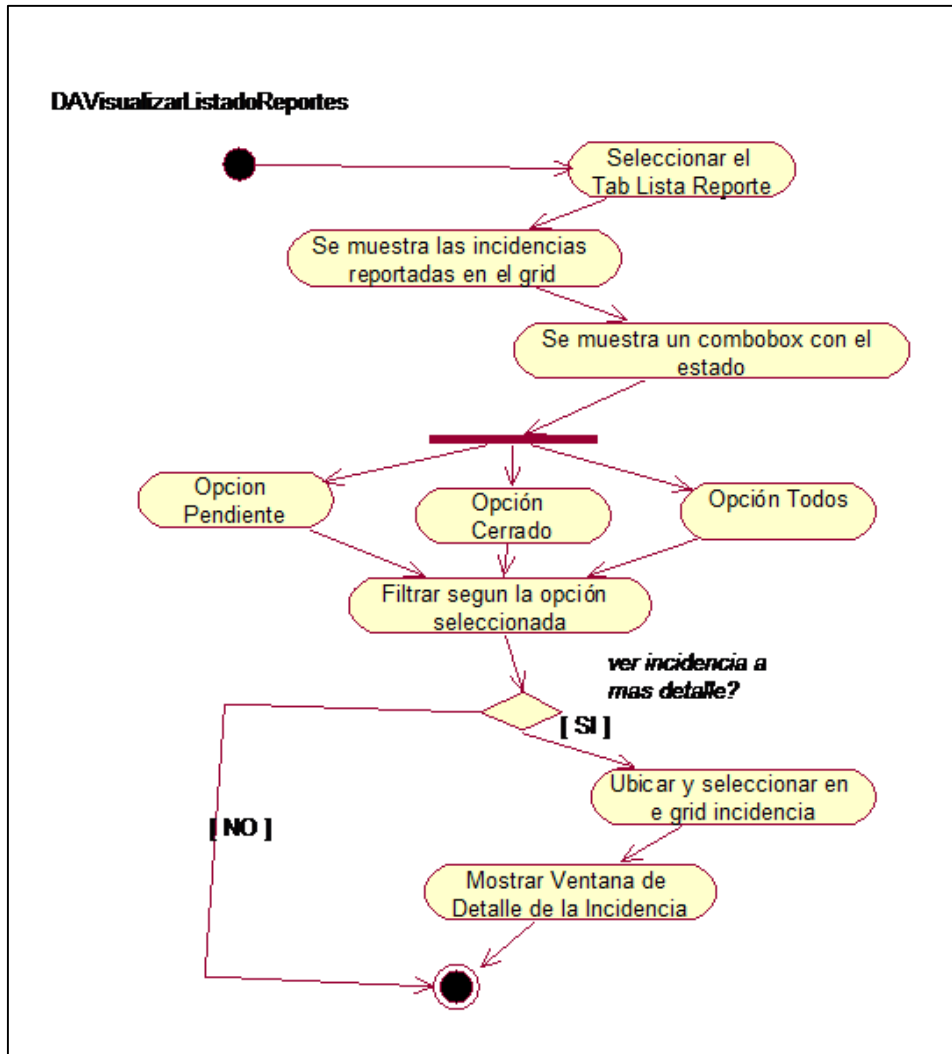 DAVisualizarListadoReportes
Seleccionar el
Tab Lista Reporte
Se muestra las incidencias
reportadas en el grid
Se muestra un combobox con el
estado
Opcion
Pendiente
Opción
Cerrado
Opción Todos
Filtrar segun la opción
seleccionada
ver incidencia a
mas detalle?
[ SI ]
Ubicar y seleccionar en
e grid incidencia
[ NO ]
Mostrar Ventana de
Detalle de la Incidencia